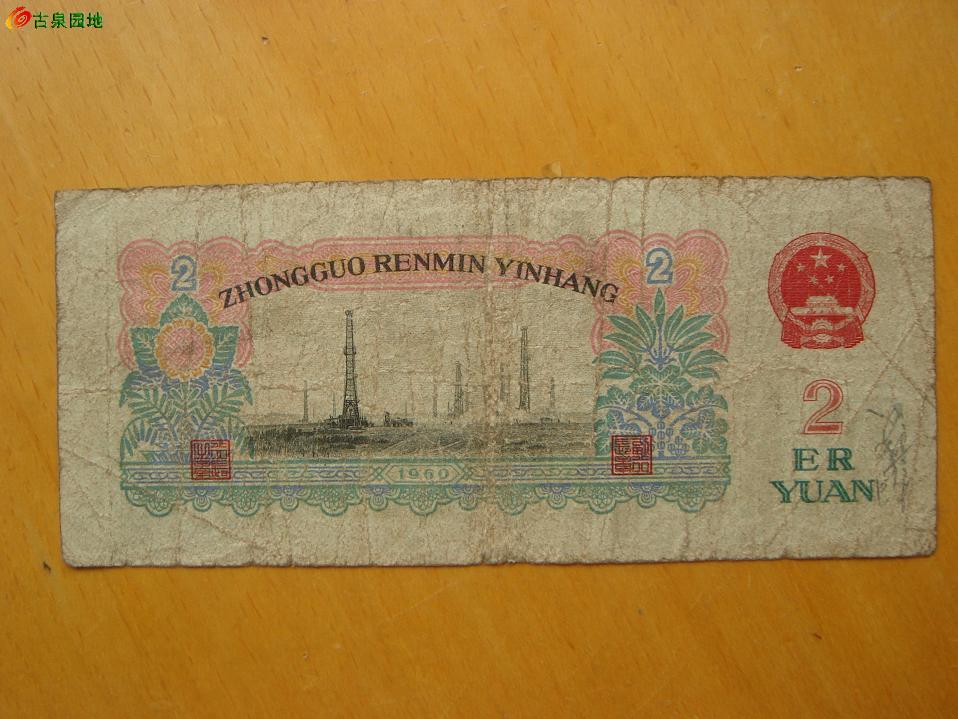 古泉园地
2
2
ZHONGGUO RENMIN YINHANG
2
ER
YUAN
1960